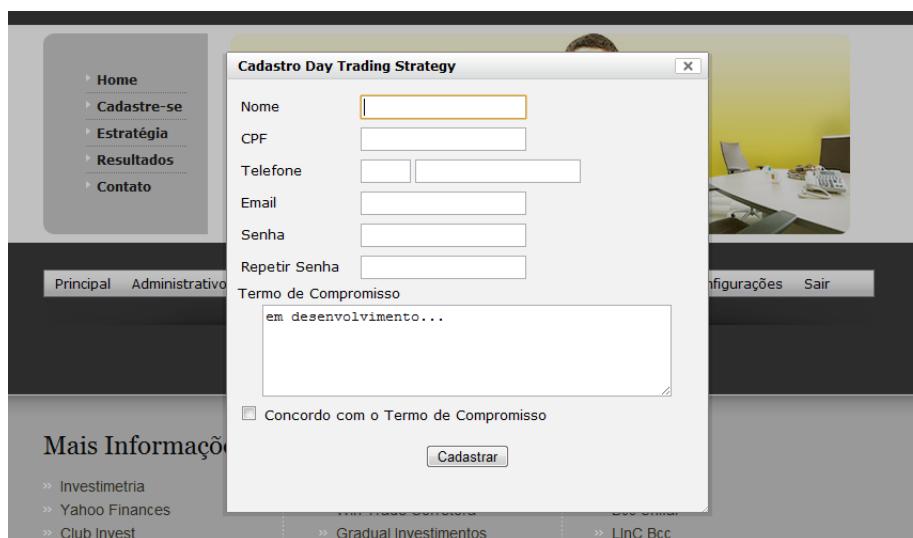 Home
Cadastre-se
Estratégia
Resultados
Contato
Cadastro Day Trading Strategy
Nome
CPF
Telefone
Email
Senha
Repetir Senha
Termo de Compromisso
em desenvolvimento...
Concordo com o Termo de Compromisso
Cadastrar
Principal Administrativo
nfigurações Sair
Mais Informaçõ
» Investimetria
» Yahoo Finances
» Club Invest
» Gradual Investimentos
» LInC Bcc